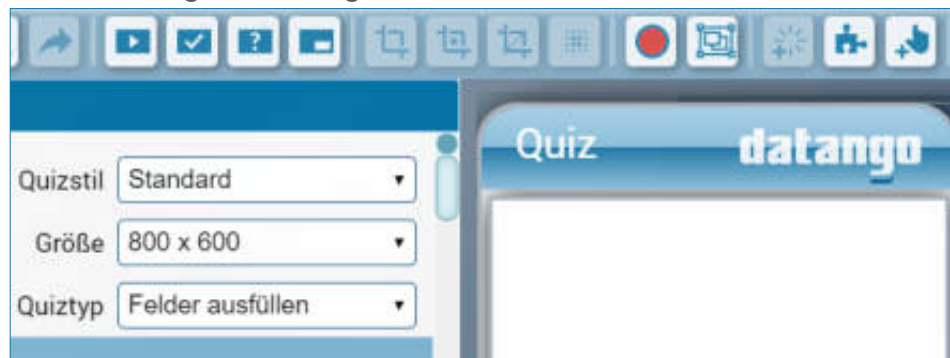 Quiz datango
Quizstil Standard
Größe 800 x 600
Quiztyp Felder ausfüllen